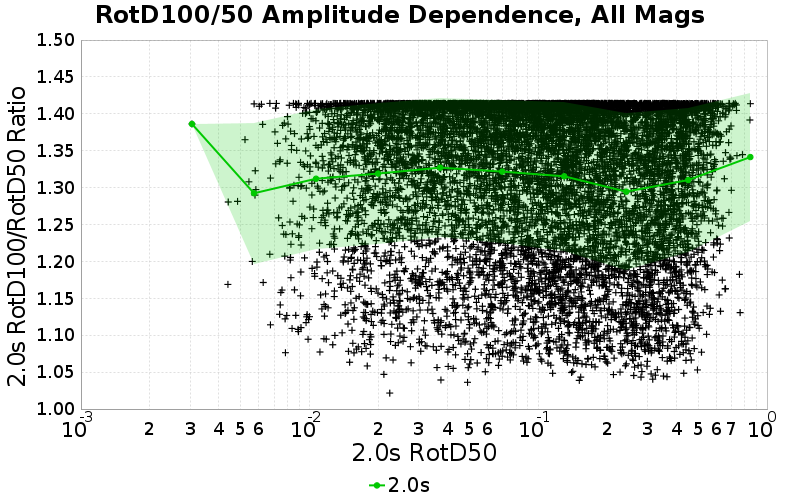 RotD100/50 Amplitude Dependence, All Mags
2.0s RotD100/RotD50 Ratio
1.50
1.45
1.40
1.35
1.30
1.25
1.20
1.15
1.10
1.05
1.00
10^-3 2 3 4 5 6 10^-2 2 3 4 5 6 10^-1 2 3 4 5 6 7 10^0
2.0s RotD50
2.0s